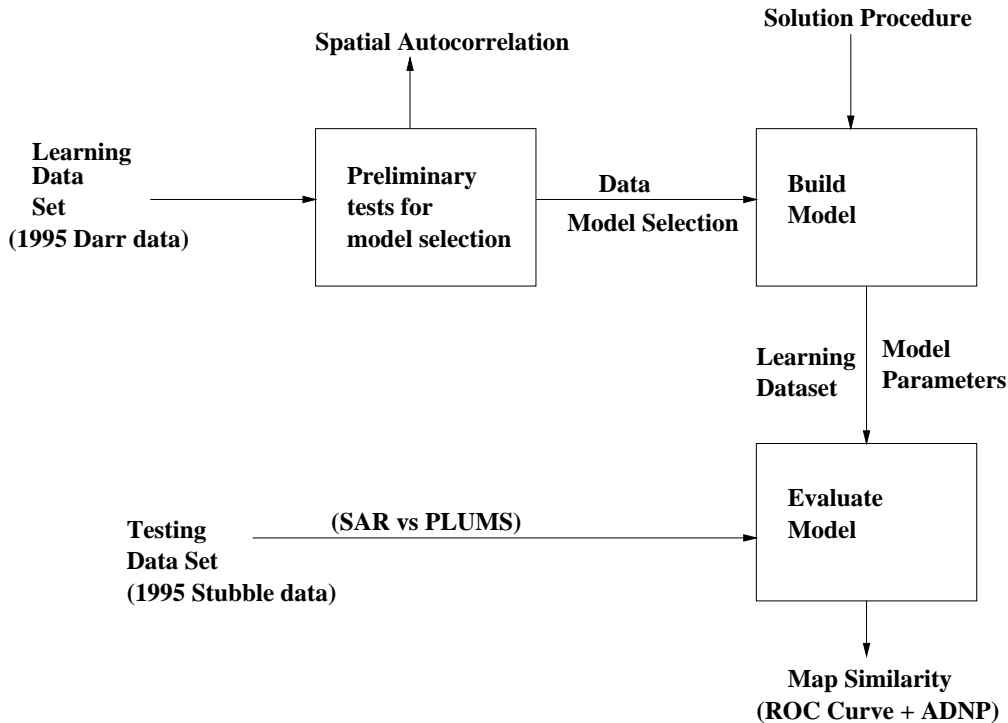 Spatial Autocorrelation
Solution Procedure
Learning
Data
Set
(1995 Darr data)
Preliminary
tests for
model selection
Data
Model Selection
Build
Model
Learning
Dataset
Model
Parameters
Testing
Data Set
(1995 Stubble data)
(SAR vs PLUMS)
Evaluate
Model
Map Similarity
(ROC Curve + ADNP)